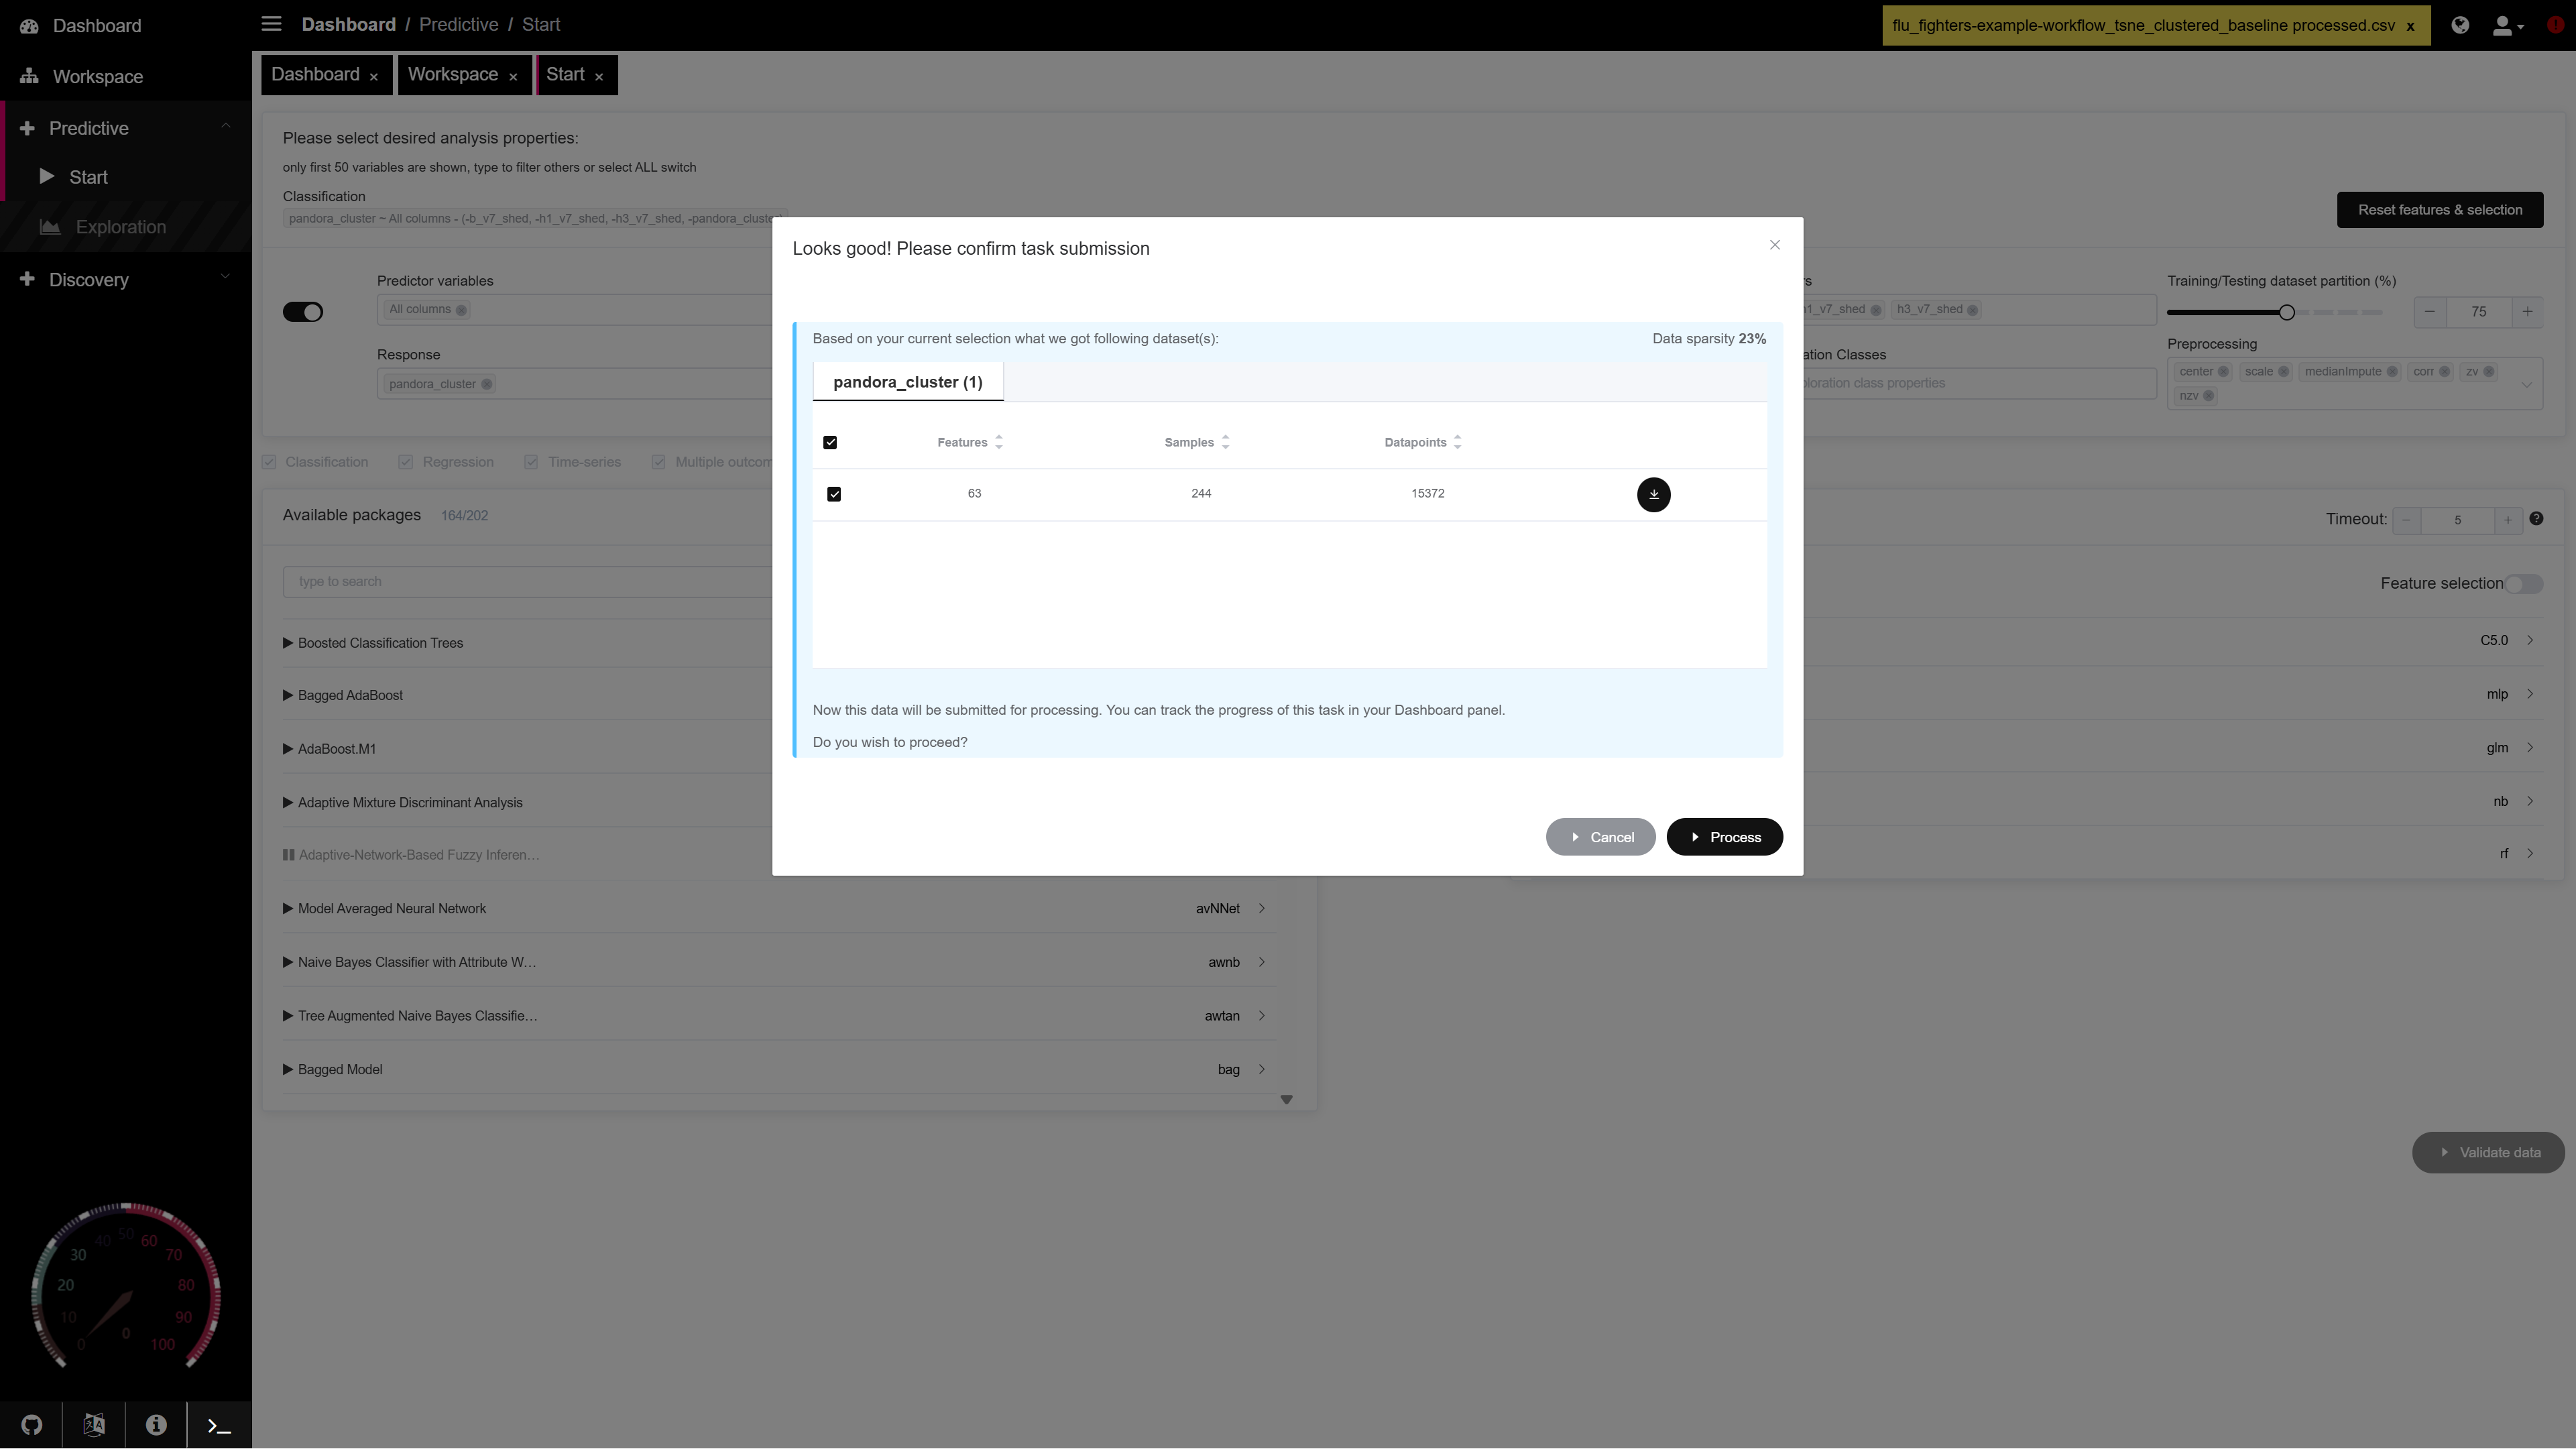 Dashboard
Workspace
Predictive
Start
Exploration
Discovery
Dashboard / Predictive / Start
flu_fighters-example-workflow_tsne_clustered_baseline processed.csv x
Dashboard ×
Workspace ×
Start ×
Please select desired analysis properties:
only first 50 variables are shown, type to filter others or select ALL switch
Classification
pandora_cluster ~ All columns - (-b_v7_shed, -h1_v7_shed, -h3_v7_shed, -pandora_cluster)
Reset features & selection
Predictor variables
All columns
Response
pandora_cluster
h1_v7_shed
h3_v7_shed
Training/Testing dataset partition (%)
75
ploration class properties
Preprocessing
center
scale
medianImpute
corr
zv
nzv
Classification
Regression
Time-series
Multiple outcom
Available packages 164/202
type to search
Boosted Classification Trees
Bagged AdaBoost
AdaBoost.M1
Adaptive Mixture Discriminant Analysis
Adaptive-Network-Based Fuzzy Inferen…
Model Averaged Neural Network avNNet
Naive Bayes Classifier with Attribute W… awnb
Tree Augmented Naive Bayes Classifie… awtan
Bagged Model bag
Timeout: 5
Feature selection
C5.0
mlp
glm
nb
rf
Validate data
Looks good! Please confirm task submission
Based on your current selection what we got following dataset(s):
Data sparsity 23%
pandora_cluster (1)
Features Samples Datapoints
63 244 15372
Now this data will be submitted for processing. You can track the progress of this task in your Dashboard panel.
Do you wish to proceed?
Cancel
Process
0 10 20 30 40 50 60 70 80 90 100
0